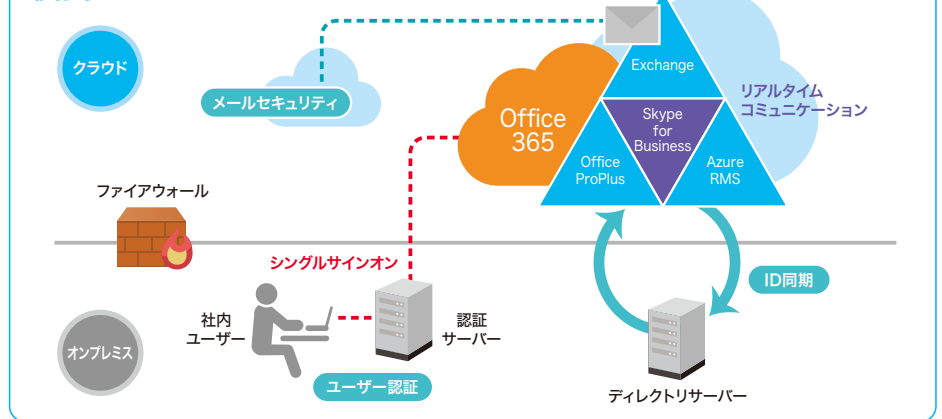 クラウド
メールセキュリティ
Exchange
リアルタイム
コミュニケーション
Office
365
Skype
for
Business
Office
ProPlus
Azure
RMS
ファイアウォール
シングルサインオン
ID同期
社内
ユーザー
認証
サーバー
オンプレミス
ユーザー認証
ディレクトリサーバー